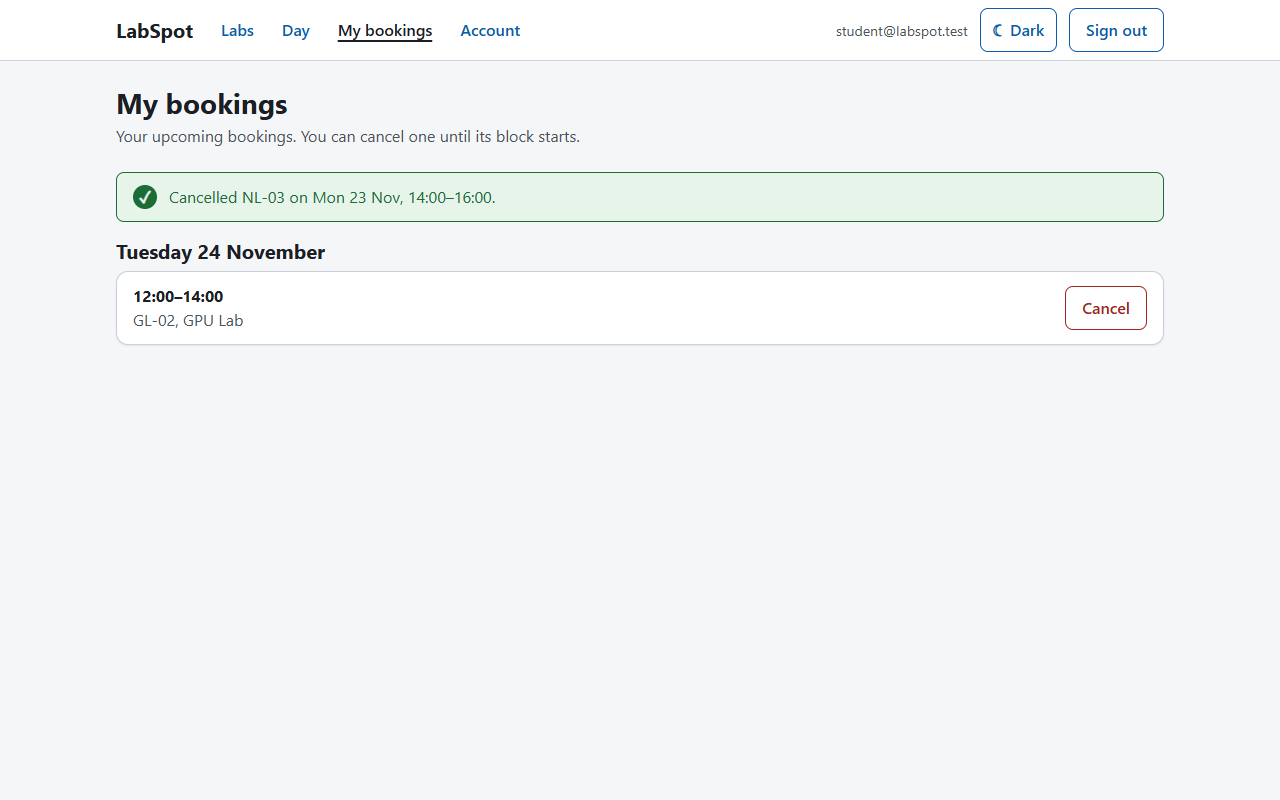 LabSpot Labs Day My bookings Account student@labspot.test Dark Sign out
My bookings
Your upcoming bookings. You can cancel one until its block starts.
Cancelled NL-03 on Mon 23 Nov, 14:00–16:00.
Tuesday 24 November
12:00–14:00
GL-02, GPU Lab
Cancel